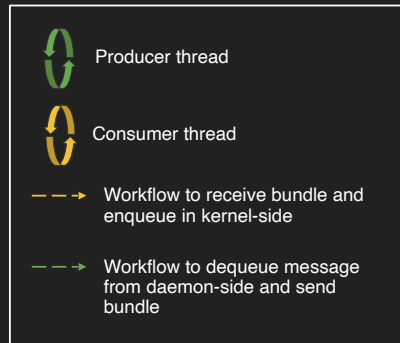 Producer thread
Consumer thread
Workflow to receive bundle and
enqueue in kernel-side
Workflow to dequeue message
from daemon-side and send
bundle